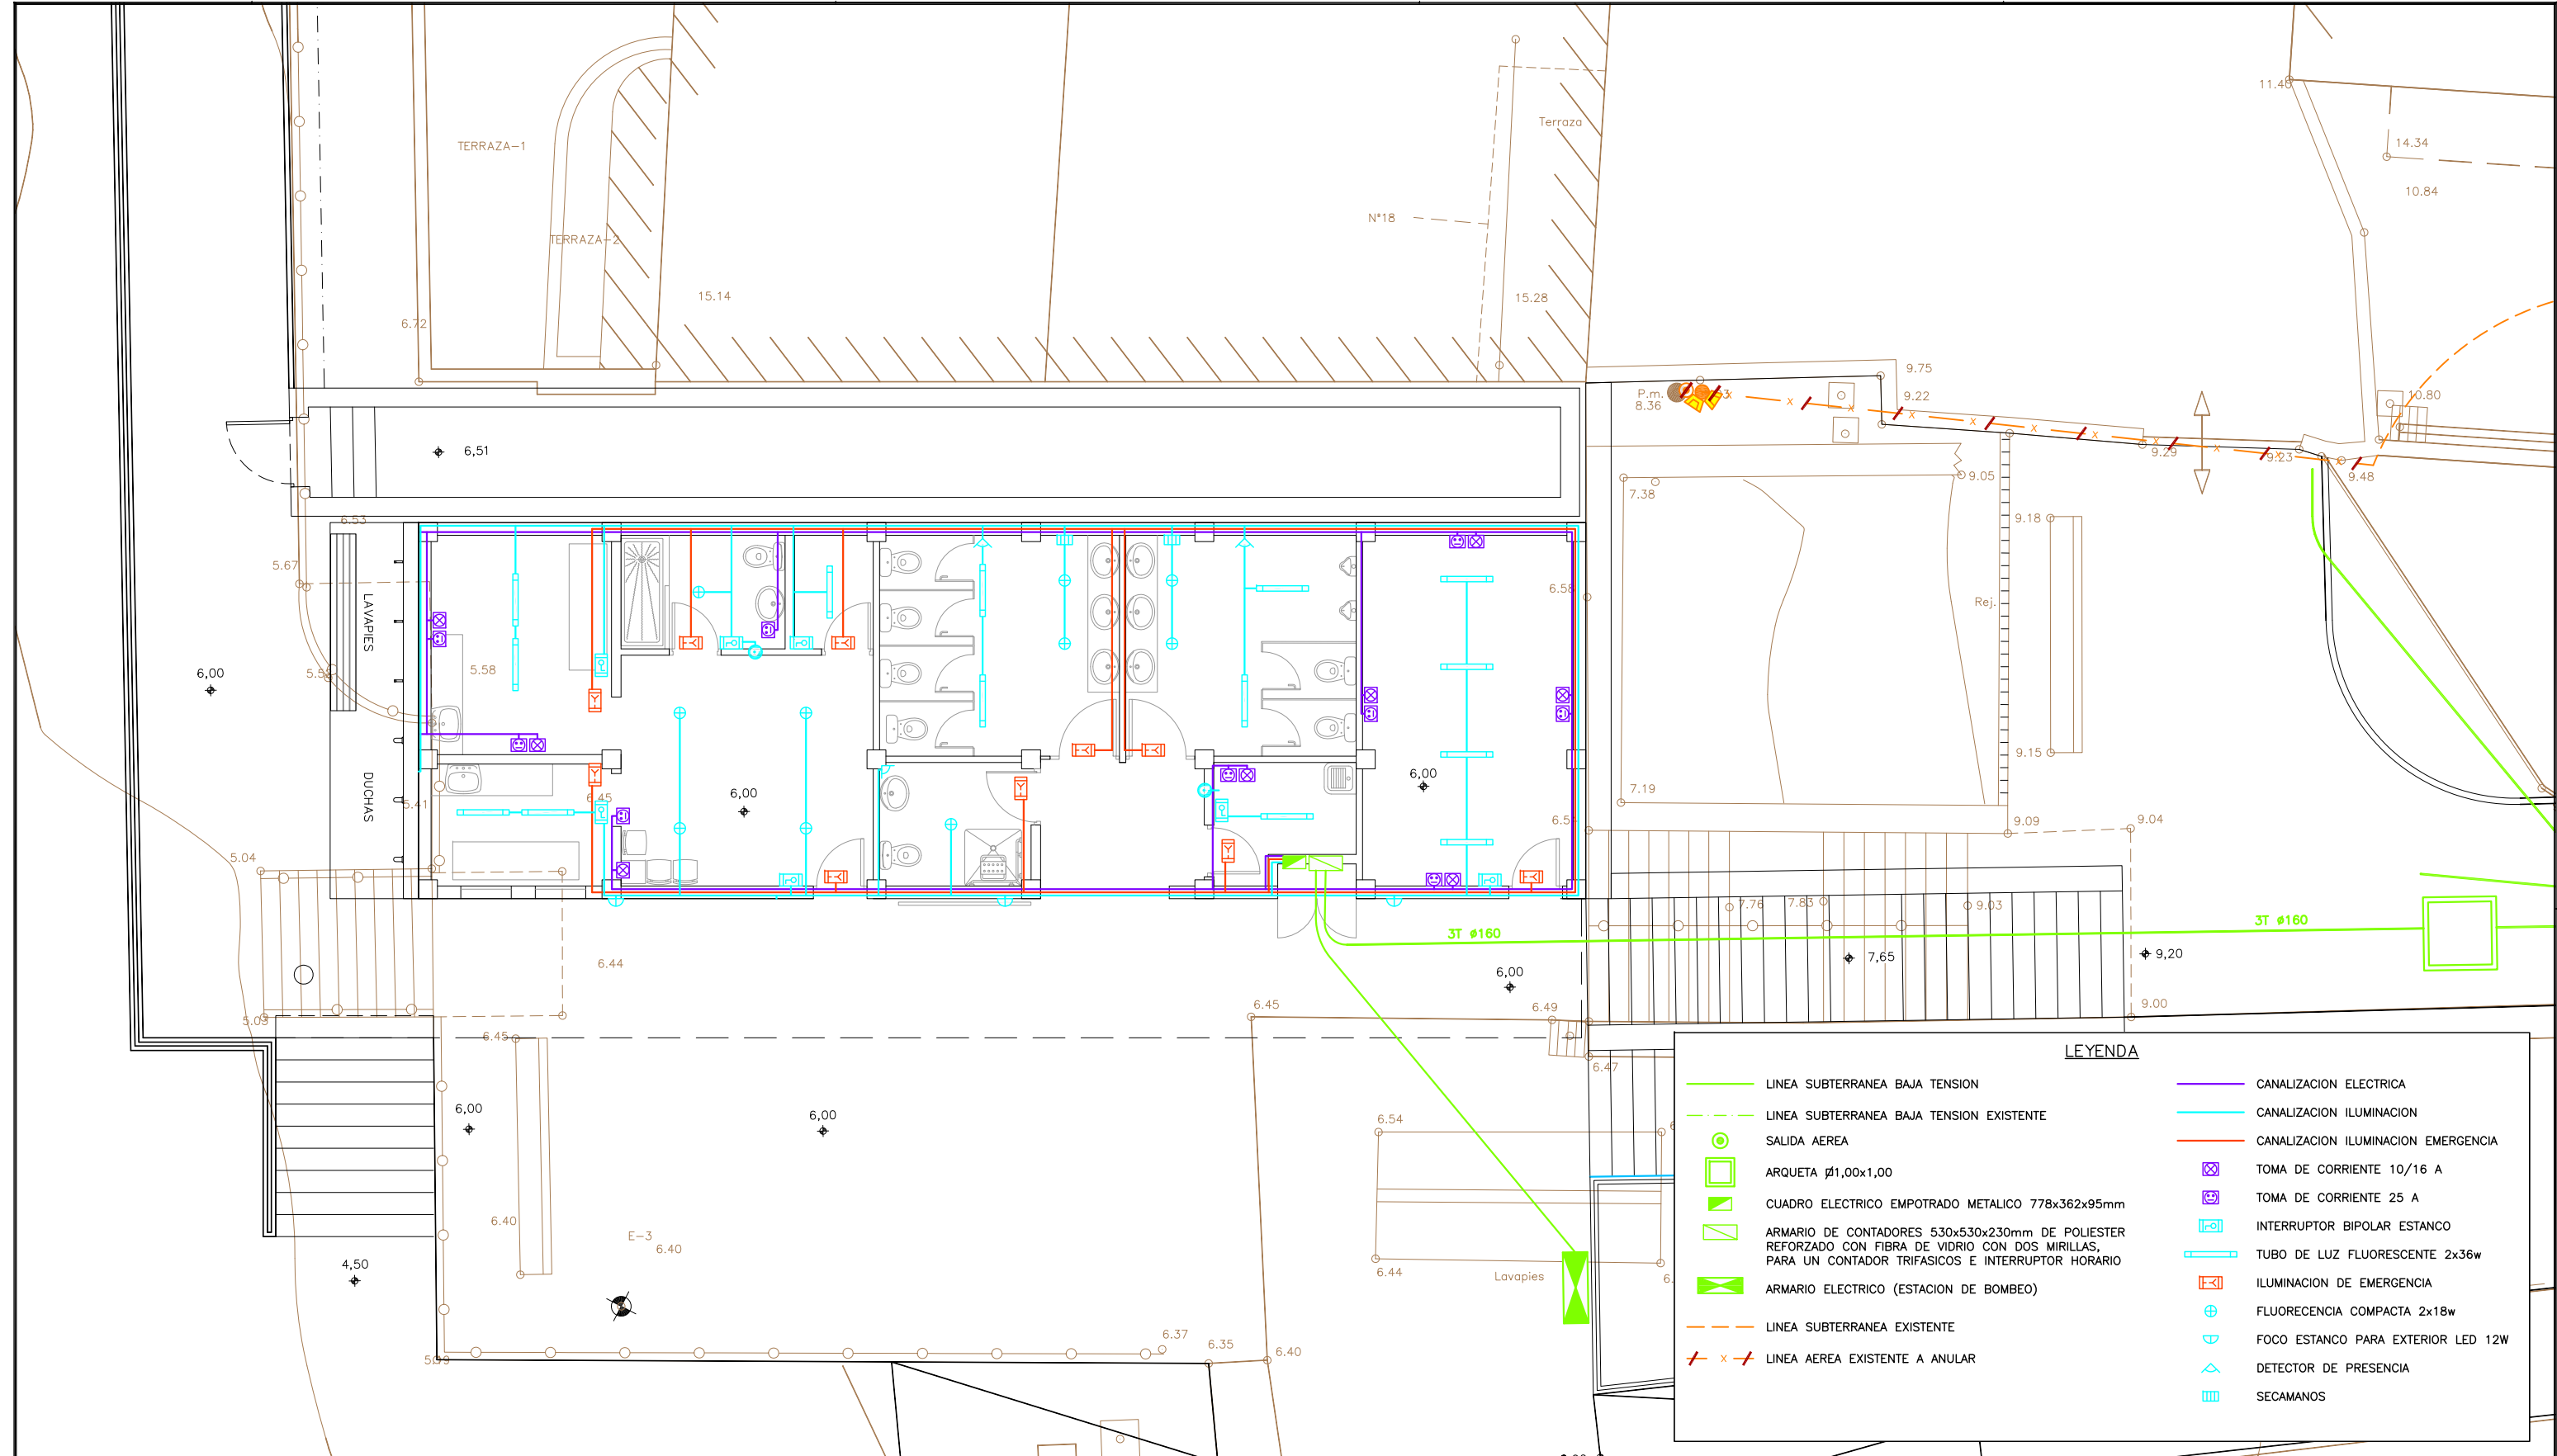 11.40
Terraza
14.34
TERRAZA-1
10.84
Nº18
TERRAZA-2
15.14
15.28
6.72
9.75
P.m.
8.36
9.22
10.80
6,51
9.29
9.23
9.48
9.05
7.38
6.53
9.18
5.67
6.58
LAVAPIES
Rej.
5.58
6,00
9.15
6,00
DUCHAS
6,00
7.19
6.45
5.41
9.09
9.04
5.04
7.76
7.83
9.03
3T ø160
3T ø160
6.44
7,65
9,20
6,00
6.45
6.49
9.00
5.03
6.45
6.47
6,00
6,00
6.54
6.40
E-3
6.40
4,50
6.44
Lavapies
6.37
6.35
6.40
LEYENDA
LINEA SUBTERRANEA BAJA TENSION
LINEA SUBTERRANEA BAJA TENSION EXISTENTE
SALIDA AEREA
ARQUETA Ø1,00x1,00
CUADRO ELECTRICO EMPOTRADO METALICO 778x362x95mm
ARMARIO DE CONTADORES 530x530x230mm DE POLIESTER
REFORZADO CON FIBRA DE VIDRIO CON DOS MIRILLAS,
PARA UN CONTADOR TRIFASICOS E INTERRUPTOR HORARIO
ARMARIO ELECTRICO (ESTACION DE BOMBEO)
LINEA SUBTERRANEA EXISTENTE
LINEA AEREA EXISTENTE A ANULAR
CANALIZACION ELECTRICA
CANALIZACION ILUMINACION
CANALIZACION ILUMINACION EMERGENCIA
TOMA DE CORRIENTE 10/16 A
TOMA DE CORRIENTE 25 A
INTERRUPTOR BIPOLAR ESTANCO
TUBO DE LUZ FLUORESCENTE 2x36w
ILUMINACION DE EMERGENCIA
FLUORECENCIA COMPACTA 2x18w
FOCO ESTANCO PARA EXTERIOR LED 12W
DETECTOR DE PRESENCIA
SECAMANOS